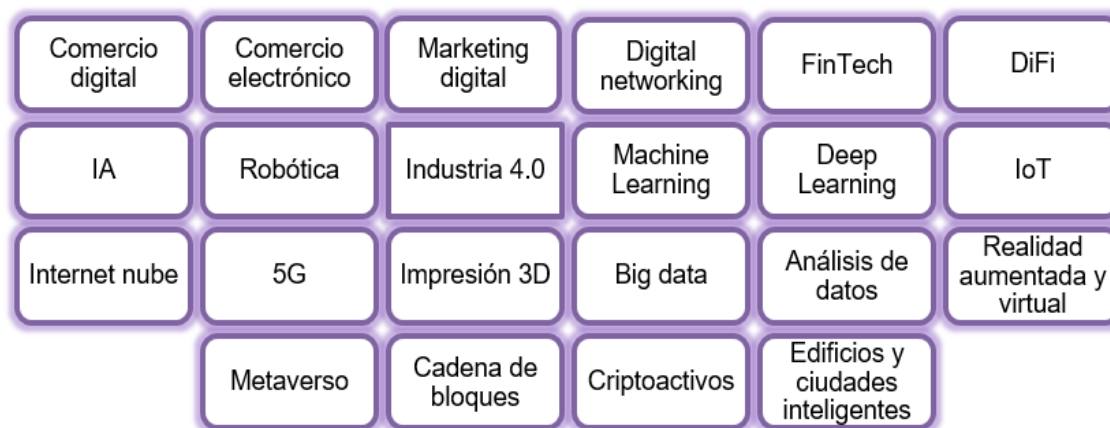 Comercio
digital
Comercio
electrónico
Marketing
digital
Digital
networking
FinTech
DiFi
IA
Robótica
Industria 4.0
Machine
Learning
Deep
Learning
IoT
Internet nube
5G
Impresión 3D
Big data
Análisis de
datos
Realidad
aumentada y
virtual
Metaverso
Cadena de
bloques
Criptoactivos
Edificios y
ciudades
inteligentes